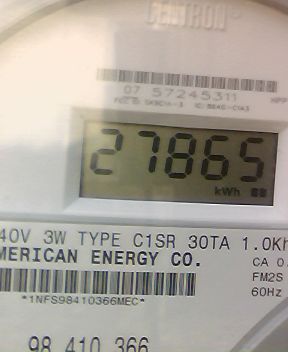 CENTRON
07 57245311
27865
kWh
40V 3W TYPE C1SR 30TA 1.0Kh
MERICAN ENERGY CO.
CA 0.
FM2S
60Hz
*1NFS98410366MEC*
98 410 366